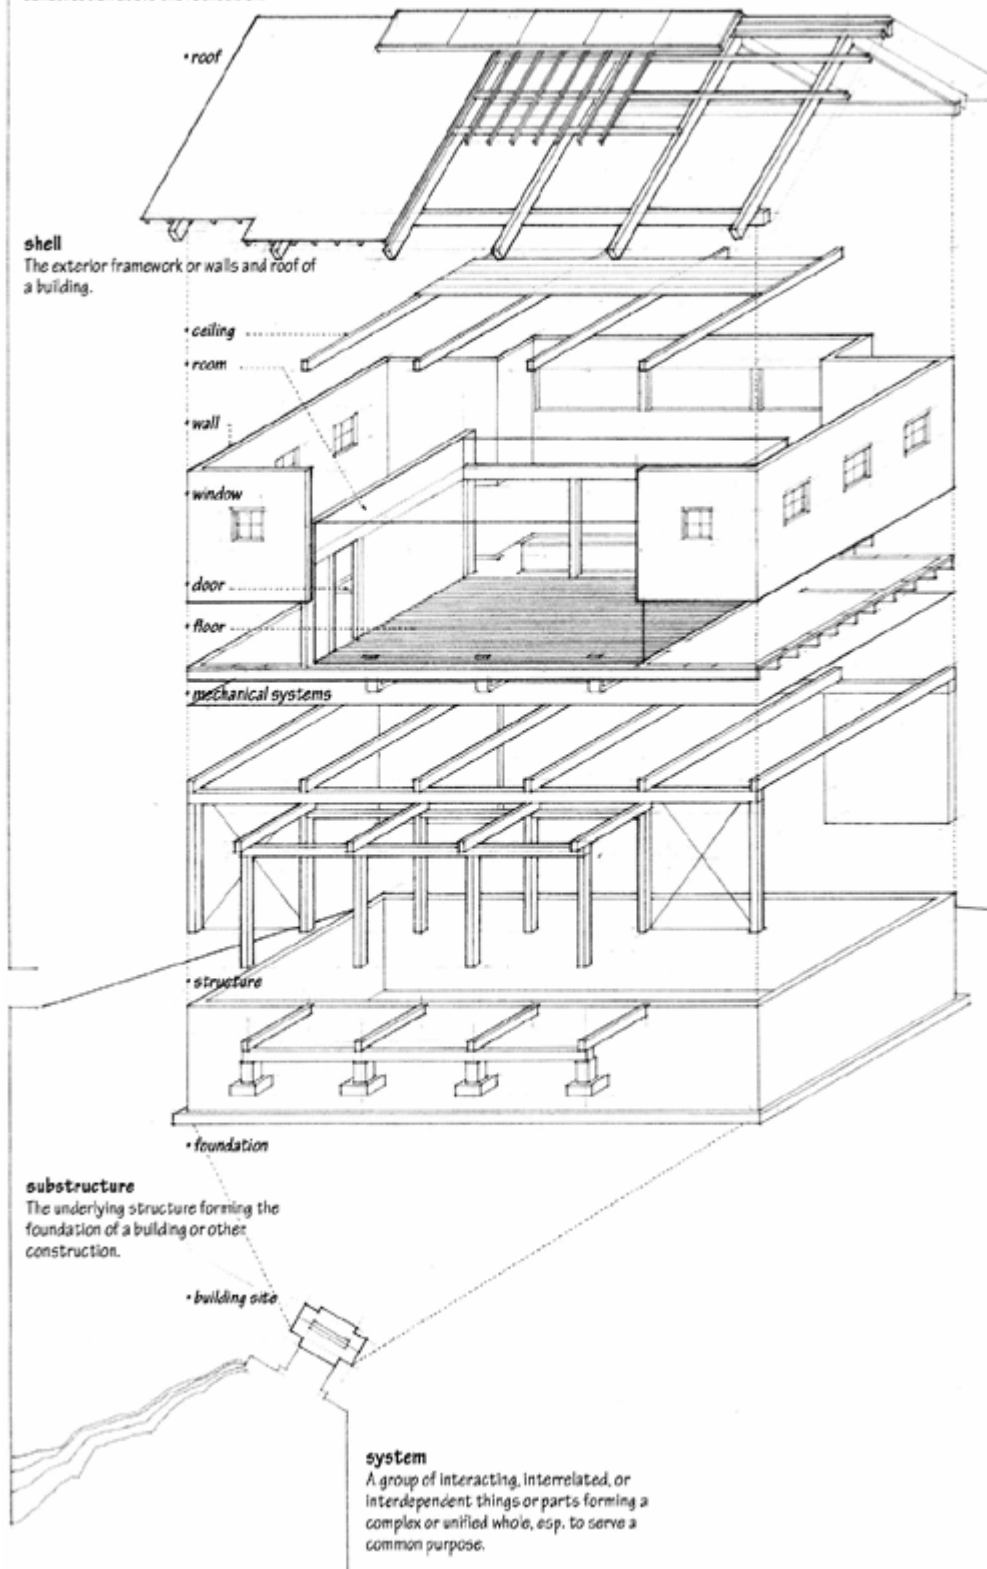 • roof
shell
The exterior framework or walls and roof of
a building.
• ceiling
• room
• wall
• window
• door
• floor
• mechanical systems
• structure
• foundation
substructure
The underlying structure forming the
foundation of a building or other
construction.
• building site
system
A group of interacting, interrelated, or
interdependent things or parts forming a
complex or unified whole, esp. to serve a
common purpose.